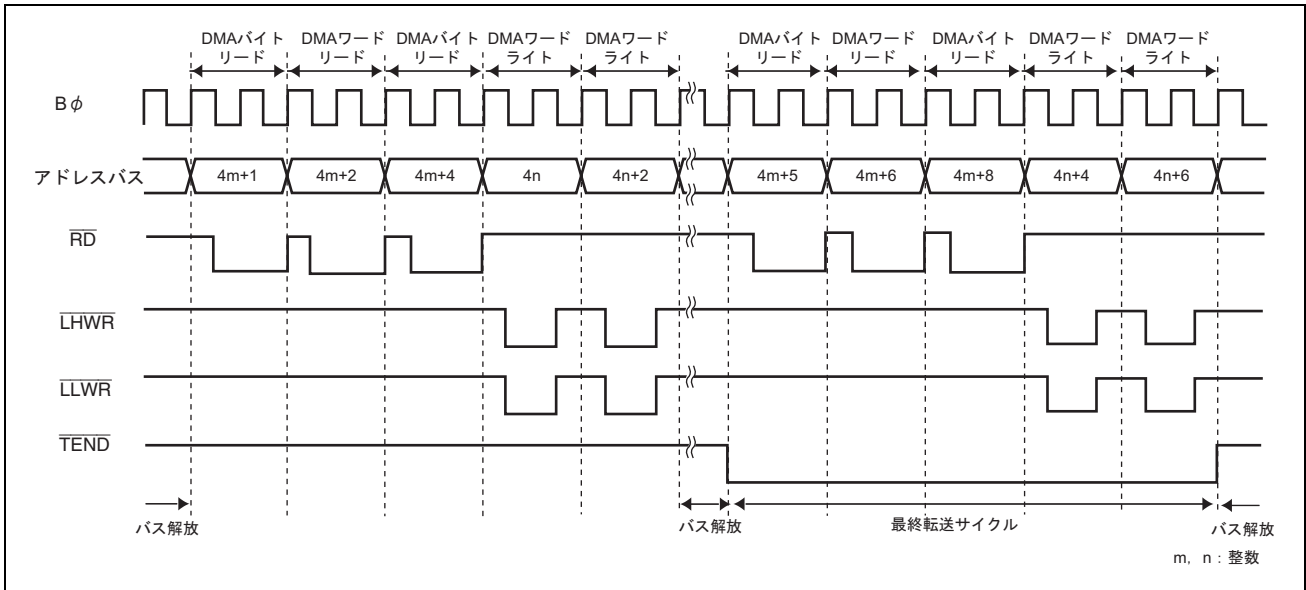 DMAバイト DMAワード DMAバイト DMAワード DMAワード DMAバイト DMAワード DMAバイト DMAワード DMAワード
リード リード リード ライト ライト リード リード リード ライト ライト
Bφ
アドレスバス 4m+1 4m+2 4m+4 4n 4n+2 4m+5 4m+6 4m+8 4n+4 4n+6
RD
LHWR
LLWR
TEND
バス解放 バス解放 最終転送サイクル バス解放
m, n : 整数